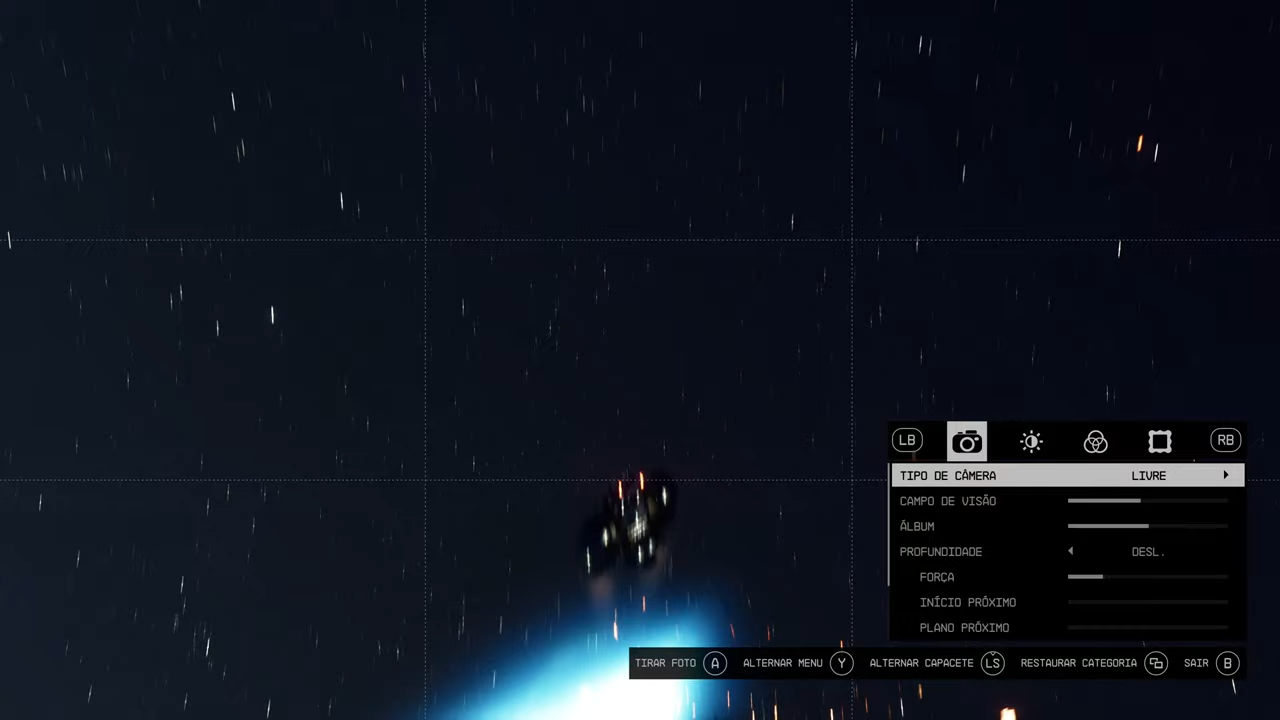 LB
RB
TIPO DE CÂMERA LIVRE
CAMPO DE VISÃO
ÁLBUM
PROFUNDIDADE DESL.
FORÇA
INÍCIO PRÓXIMO
PLANO PRÓXIMO
TIRAR FOTO A ALTERNAR MENU Y ALTERNAR CAPACETE LS RESTAURAR CATEGORIA SAIR B